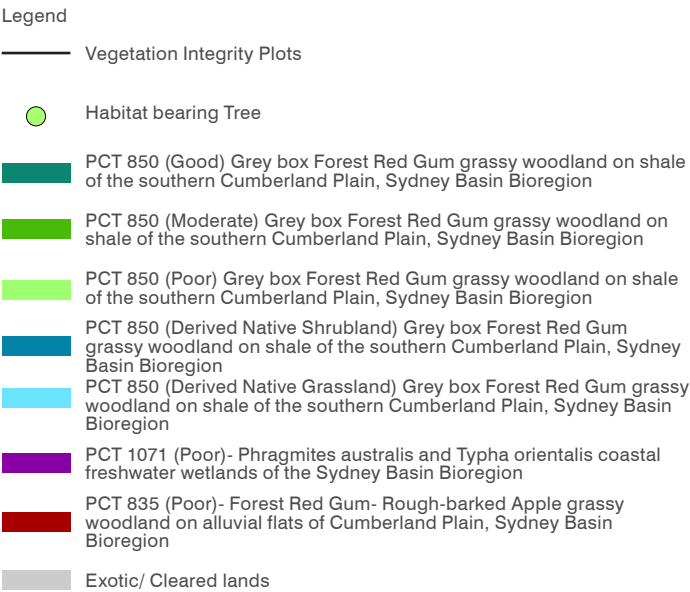 Legend
Vegetation Integrity Plots
Habitat bearing Tree
PCT 850 (Good) Grey box Forest Red Gum grassy woodland on shale
of the southern Cumberland Plain, Sydney Basin Bioregion
PCT 850 (Moderate) Grey box Forest Red Gum grassy woodland on
shale of the southern Cumberland Plain, Sydney Basin Bioregion
PCT 850 (Poor) Grey box Forest Red Gum grassy woodland on shale
of the southern Cumberland Plain, Sydney Basin Bioregion
PCT 850 (Derived Native Shrubland) Grey box Forest Red Gum
grassy woodland on shale of the southern Cumberland Plain, Sydney
Basin Bioregion
PCT 850 (Derived Native Grassland) Grey box Forest Red Gum grassy
woodland on shale of the southern Cumberland Plain, Sydney Basin
Bioregion
PCT 1071 (Poor)- Phragmites australis and Typha orientalis coastal
freshwater wetlands of the Sydney Basin Bioregion
PCT 835 (Poor)- Forest Red Gum- Rough-barked Apple grassy
woodland on alluvial flats of Cumberland Plain, Sydney Basin
Bioregion
Exotic/ Cleared lands